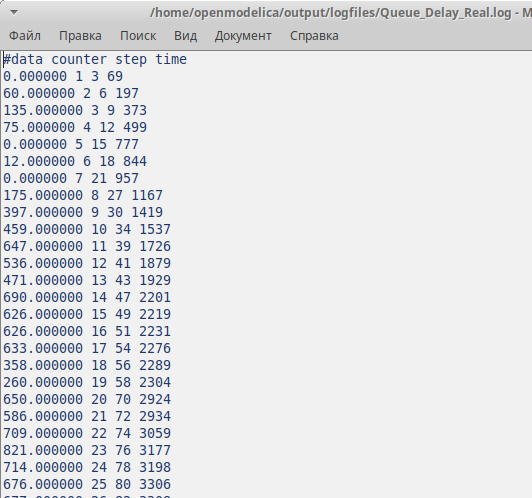 /home/openmodelica/output/logfiles/Queue_Delay_Real.log - M
Файл Правка Поиск Вид Документ Справка
#data counter step time
0.000000 1 3 69
60.000000 2 6 197
135.000000 3 9 373
75.000000 4 12 499
0.000000 5 15 777
12.000000 6 18 844
0.000000 7 21 957
175.000000 8 27 1167
397.000000 9 30 1419
459.000000 10 34 1537
647.000000 11 39 1726
536.000000 12 41 1879
471.000000 13 43 1929
690.000000 14 47 2201
626.000000 15 49 2219
626.000000 16 51 2231
633.000000 17 54 2276
358.000000 18 56 2289
260.000000 19 58 2304
650.000000 20 70 2924
586.000000 21 72 2934
709.000000 22 74 3059
821.000000 23 76 3177
714.000000 24 78 3198
676.000000 25 80 3306